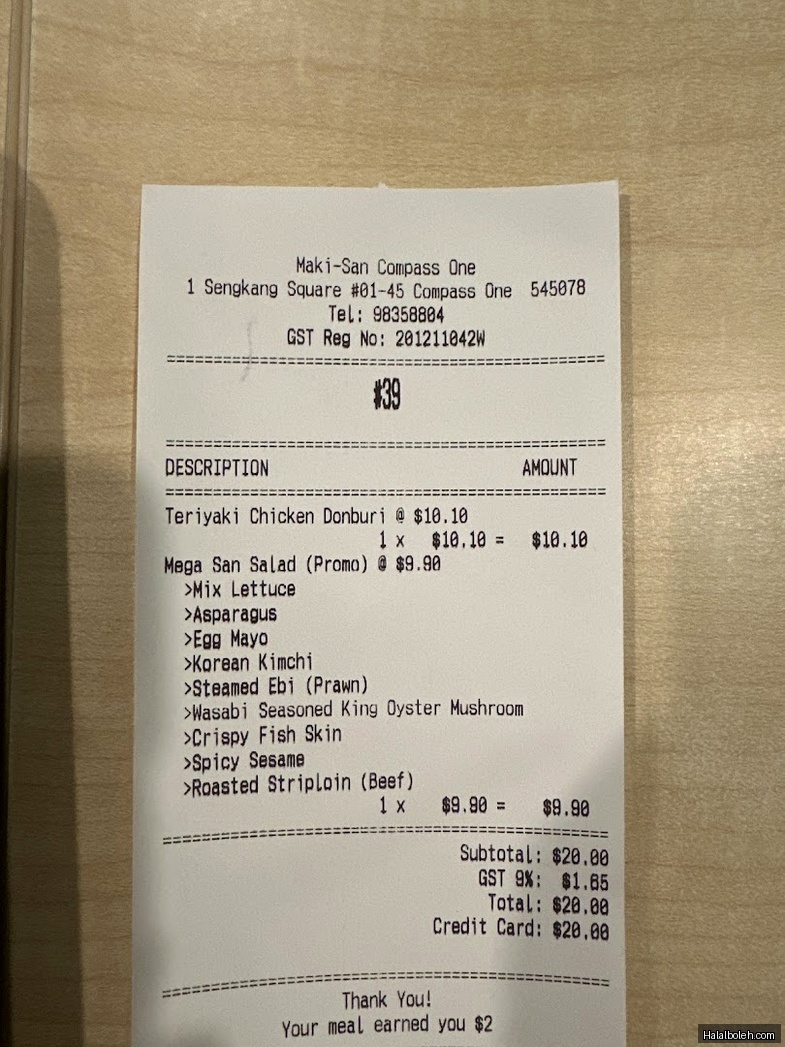 Maki-San Compass One
1 Sengkang Square #01-45 Compass One 545078
Tel: 98358804
GST Reg No: 201211042W
================================================
#39
================================================
DESCRIPTION AMOUNT
================================================
Teriyaki Chicken Donburi @ $10.10
1 x $10.10 = $10.10
Mega San Salad (Promo) @ $9.90
>Mix Lettuce
>Asparagus
>Egg Mayo
>Korean Kimchi
>Steamed Ebi (Prawn)
>Wasabi Seasoned King Oyster Mushroom
>Crispy Fish Skin
>Spicy Sesame
>Roasted Striploin (Beef)
1 x $9.90 = $9.90
================================================
Subtotal: $20.00
GST 9%: $1.65
Total: $20.00
Credit Card: $20.00
================================================
Thank You!
Your meal earned you $2
Halalboleh.com